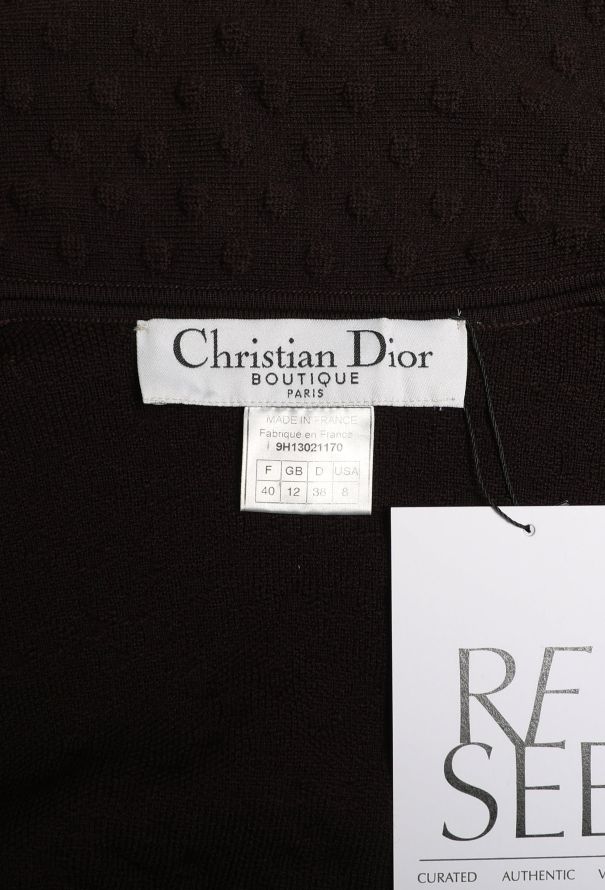 Christian Dior
BOUTIQUE
PARIS
MADE IN FRANCE
Fabriqué en France
9H13021170
F GB D USA
40 12 38 8
RE
SEE
CURATED AUTHENTIC V